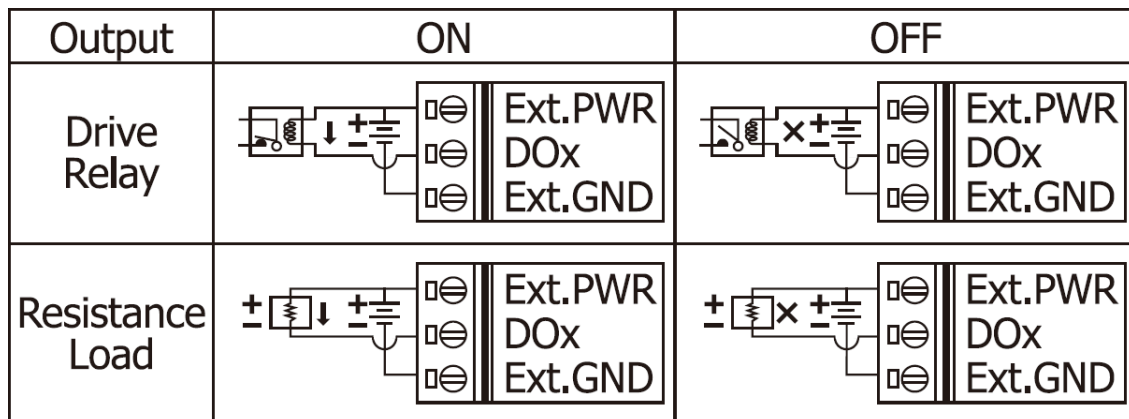 Output ON OFF
Drive
Relay
+
−
Ext.PWR
DOx
Ext.GND
×
+
−
Ext.PWR
DOx
Ext.GND
Resistance
Load
±
+
−
Ext.PWR
DOx
Ext.GND
±
×
+
−
Ext.PWR
DOx
Ext.GND